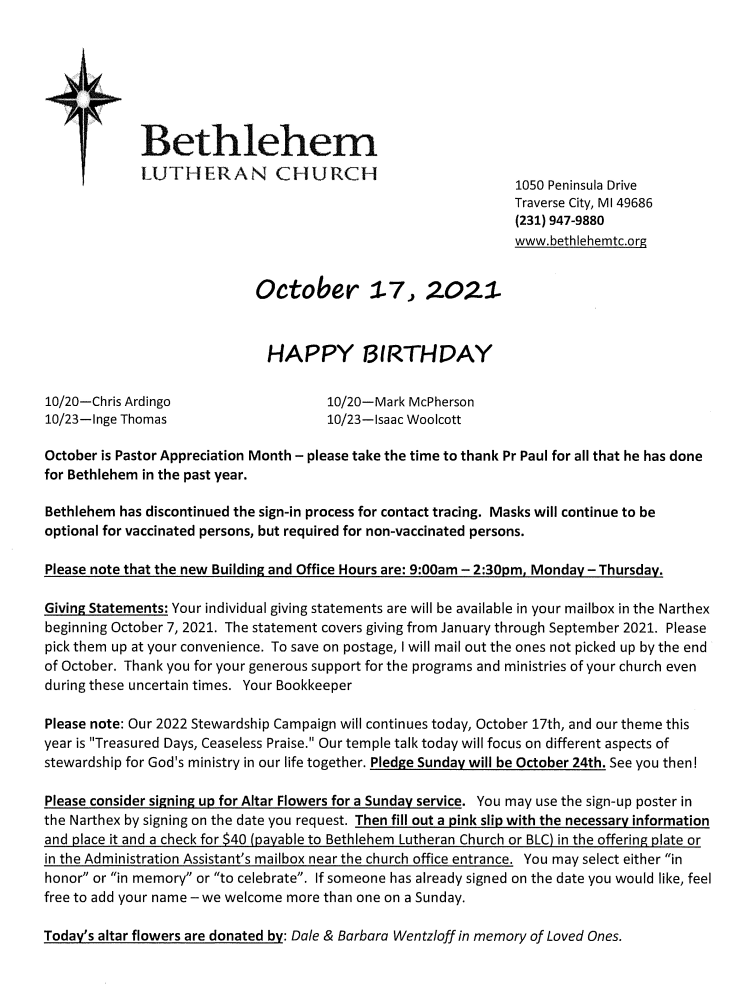 Bethlehem
LUTHERAN CHURCH
1050 Peninsula Drive
Traverse City, MI 49686
(231) 947-9880
www.bethlehemtc.org
October 17, 2021
HAPPY BIRTHDAY
10/20—Chris Ardingo 10/20—Mark McPherson
10/23—Inge Thomas 10/23—Isaac Woolcott
October is Pastor Appreciation Month – please take the time to thank Pr Paul for all that he has done
for Bethlehem in the past year.
Bethlehem has discontinued the sign-in process for contact tracing. Masks will continue to be
optional for vaccinated persons, but required for non-vaccinated persons.
Please note that the new Building and Office Hours are: 9:00am – 2:30pm, Monday – Thursday.
Giving Statements: Your individual giving statements are will be available in your mailbox in the Narthex
beginning October 7, 2021. The statement covers giving from January through September 2021. Please
pick them up at your convenience. To save on postage, I will mail out the ones not picked up by the end
of October. Thank you for your generous support for the programs and ministries of your church even
during these uncertain times. Your Bookkeeper
Please note: Our 2022 Stewardship Campaign will continues today, October 17th, and our theme this
year is "Treasured Days, Ceaseless Praise." Our temple talk today will focus on different aspects of
stewardship for God's ministry in our life together. Pledge Sunday will be October 24th. See you then!
Please consider signing up for Altar Flowers for a Sunday service. You may use the sign-up poster in
the Narthex by signing on the date you request. Then fill out a pink slip with the necessary information
and place it and a check for $40 (payable to Bethlehem Lutheran Church or BLC) in the offering plate or
in the Administration Assistant’s mailbox near the church office entrance. You may select either “in
honor” or “in memory” or “to celebrate”. If someone has already signed on the date you would like, feel
free to add your name – we welcome more than one on a Sunday.
Today’s altar flowers are donated by: Dale & Barbara Wentzloff in memory of Loved Ones.